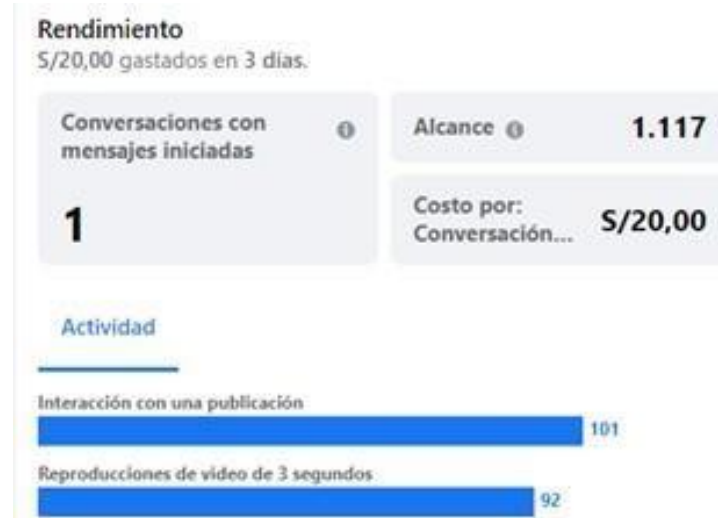 Rendimiento
S/20,00 gastados en 3 días.
Conversaciones con
mensajes iniciadas
1
Alcance
1.117
Costo por:
Conversación...
S/20,00
Actividad
Interacción con una publicación
101
Reproducciones de video de 3 segundos
92